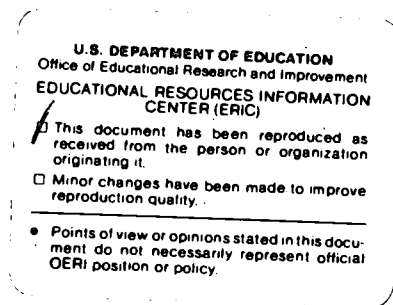 U.S. DEPARTMENT OF EDUCATION
Office of Educational Research and Improvement
EDUCATIONAL RESOURCES INFORMATION
CENTER (ERIC)
□ This document has been reproduced as
received from the person or organization
originating it.
□ Minor changes have been made to improve
reproduction quality.
● Points of view or opinions stated in this docu-
ment do not necessarily represent official
OERI position or policy.